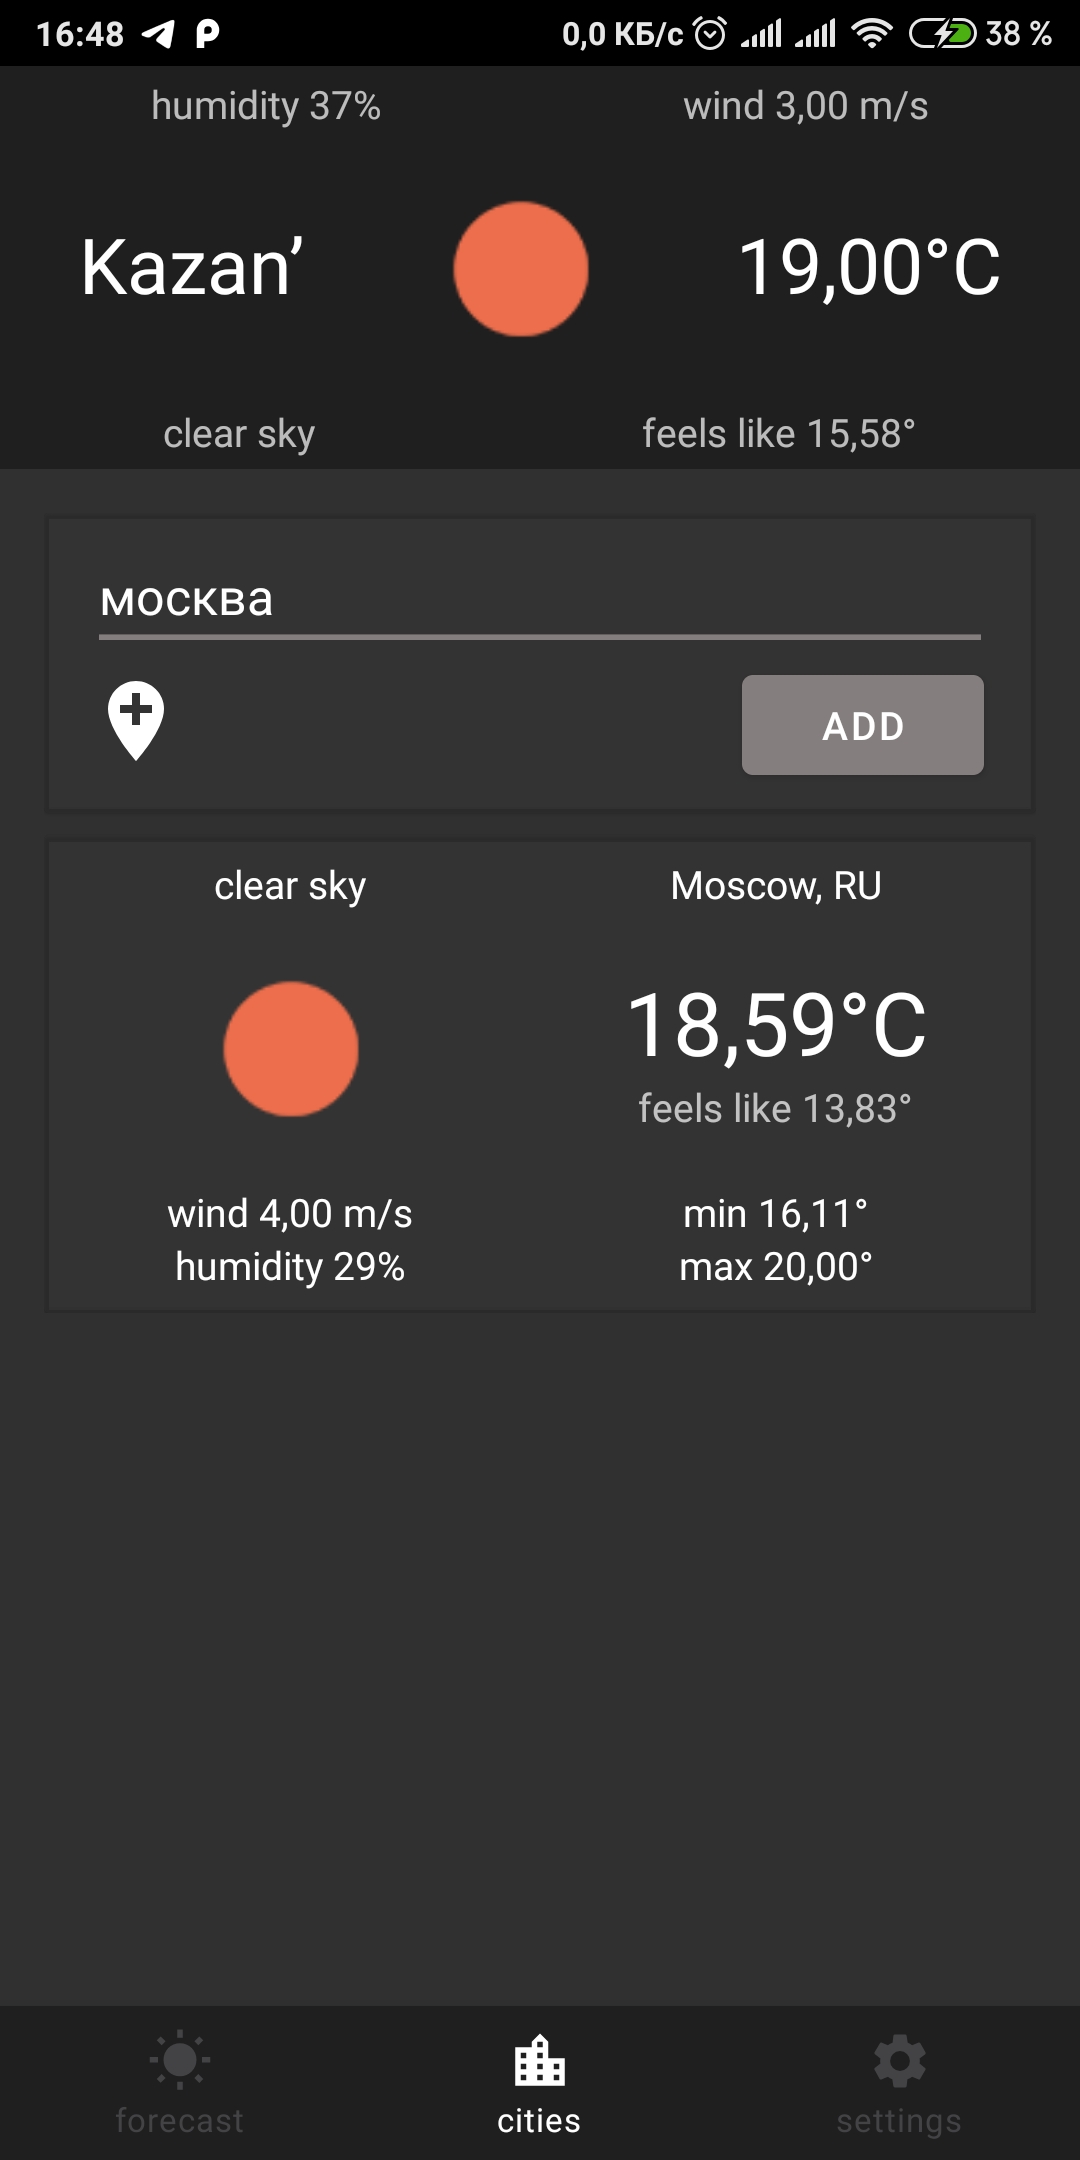 16:48 0,0 КБ/с 38 %
humidity 37% wind 3,00 m/s
Kazan’ 19,00°C
clear sky feels like 15,58°
москва
ADD
clear sky Moscow, RU
18,59°C
feels like 13,83°
wind 4,00 m/s min 16,11°
humidity 29% max 20,00°
forecast cities settings